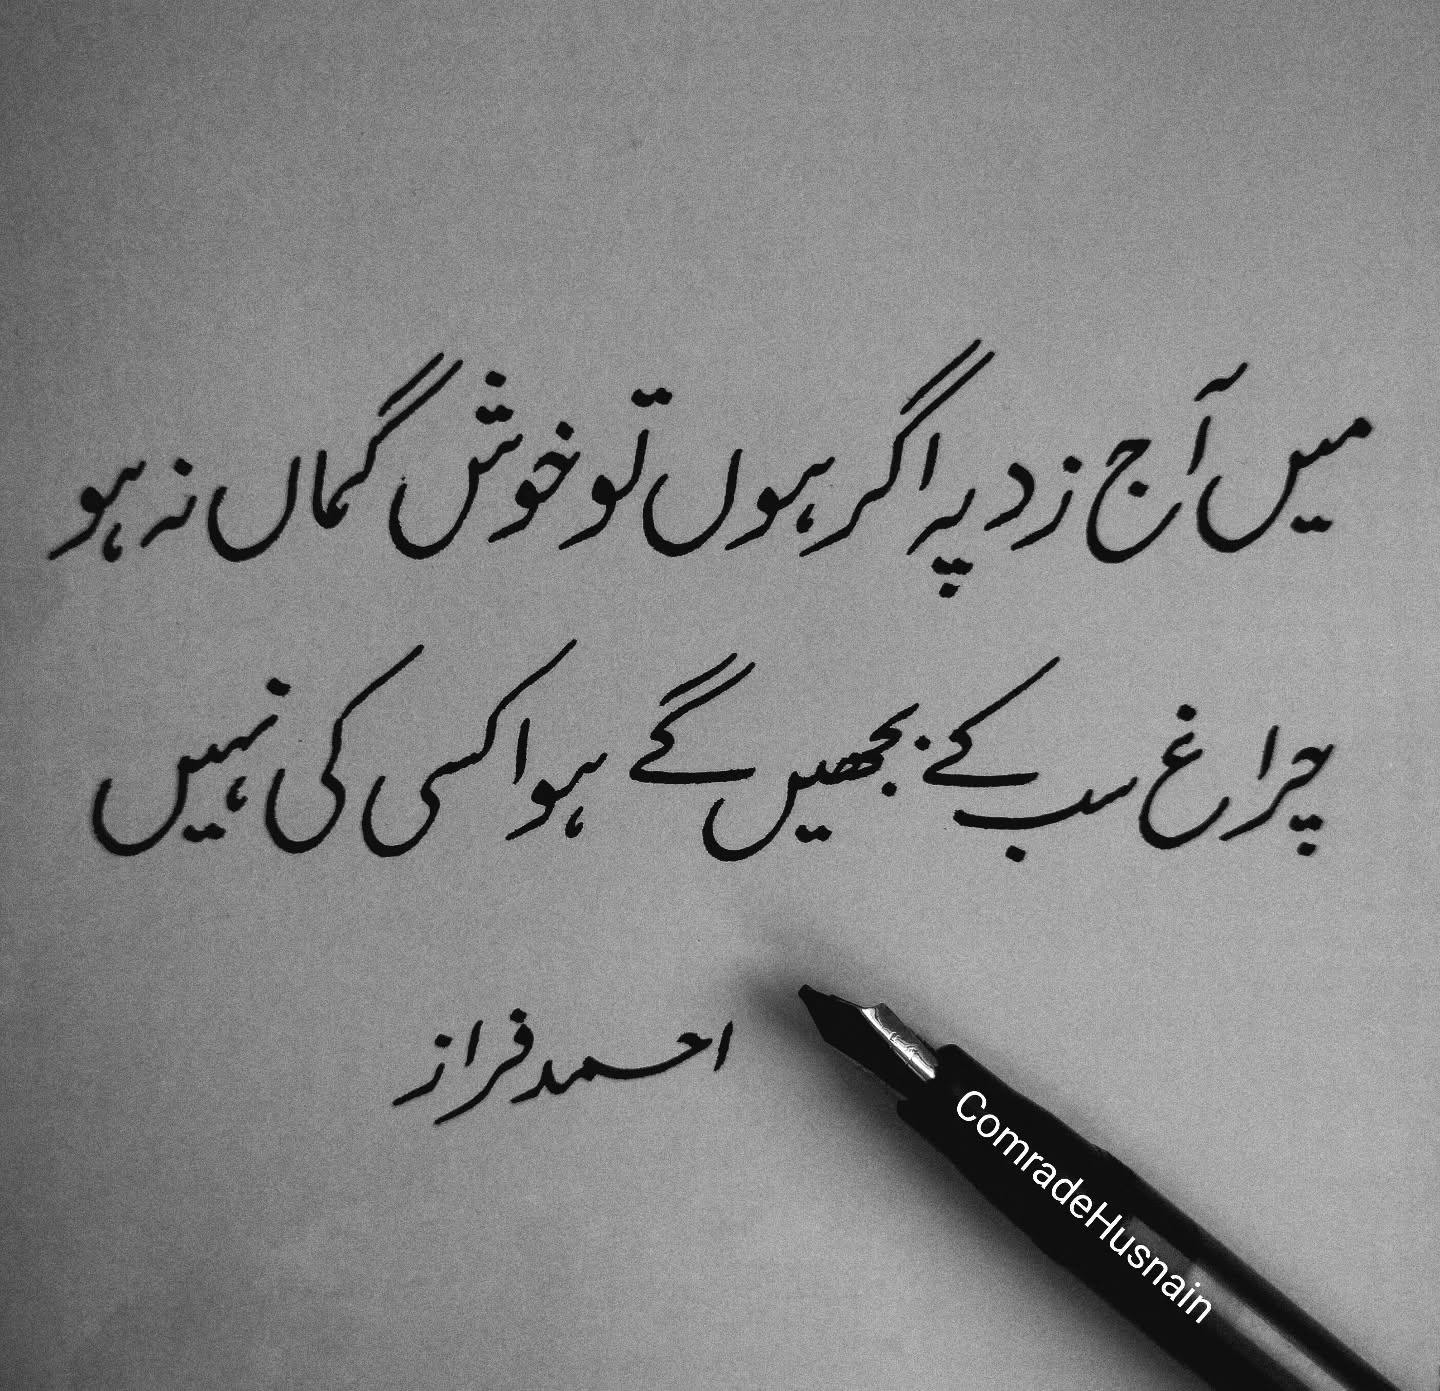 میں آج زد پہ اگر ہوں تو خوش گماں نہ ہو
چراغ سب کے بجھیں گے ہوا کسی کی نہیں
احمد فراز
ComradeHusnain